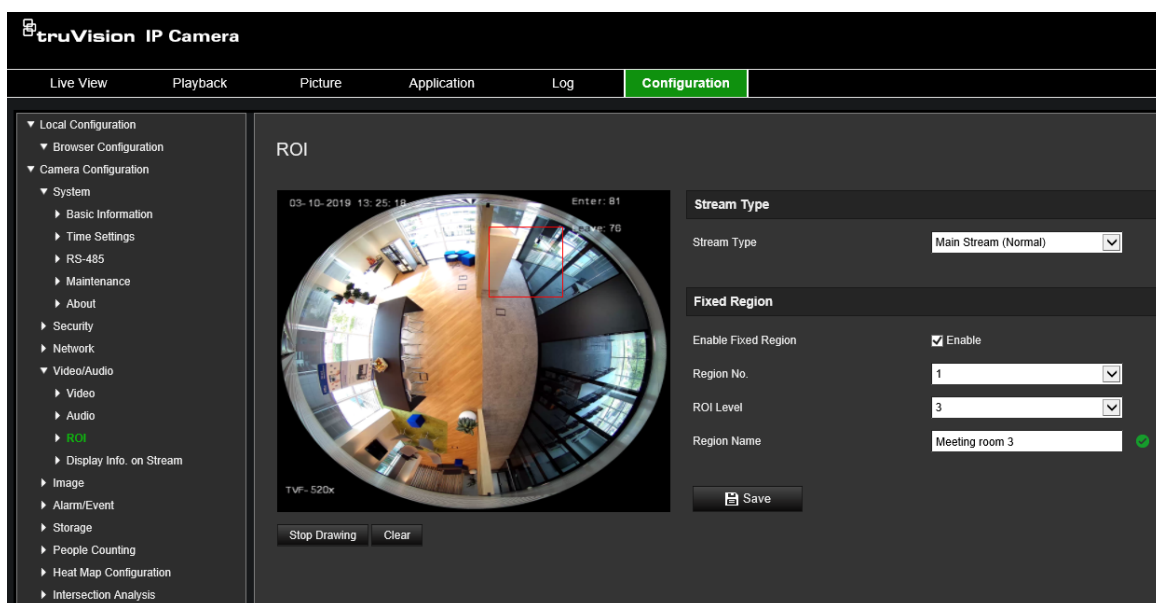 truVision IP Camera
Live View Playback Picture Application Log Configuration
Local Configuration
Browser Configuration
Camera Configuration
System
Basic Information
Time Settings
RS-485
Maintenance
About
Security
Network
Video/Audio
Video
Audio
ROI
Display Info. on Stream
Image
Alarm/Event
Storage
People Counting
Heat Map Configuration
Intersection Analysis
ROI
03-10-2019 13:25:18 Enter: 81
Leave: 76
TVF-520x
Stop Drawing Clear
Stream Type
Stream Type Main Stream (Normal)
Fixed Region
Enable Fixed Region Enable
Region No. 1
ROI Level 3
Region Name Meeting room 3
Save